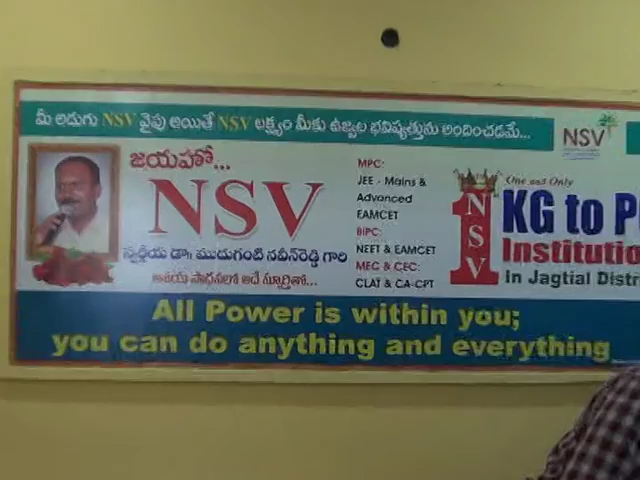 మీ అడుగు NSV వైపు అయితే NSV లక్ష్యం మీకు ఉజ్వల భవిష్యత్తును అందించడమే...
NSV
జయహో...
NSV
స్వర్గీయ డా॥ ముదుగంటి నవీన్‌రెడ్డి గారి
ఆశయ సాధనలో అదే స్ఫూర్తితో...
MPC:
JEE - Mains &
Advanced
EAMCET
BiPC:
NEET & EAMCET
MEC & CEC:
CLAT & CA-CPT
One and Only
1
NSV
KG to P
Institutio
In Jagtial Distr
All Power is within you;
you can do anything and everything